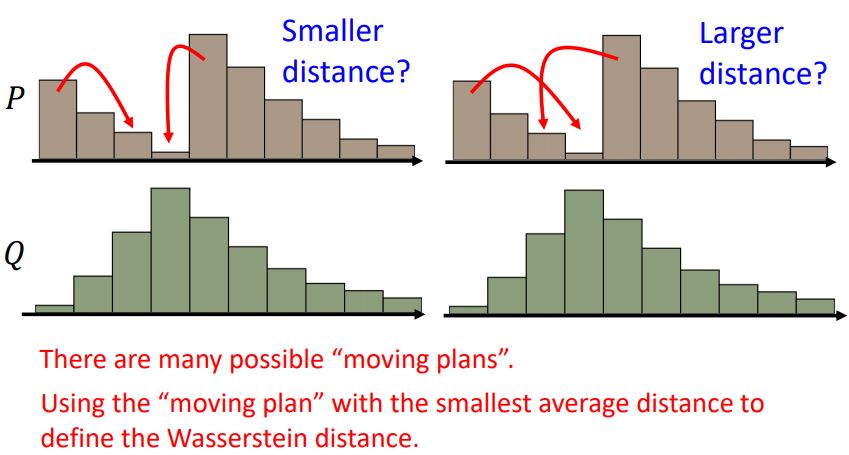 Smaller
distance?
Larger
distance?
P
Q
There are many possible “moving plans”.
Using the “moving plan” with the smallest average distance to
define the Wasserstein distance.